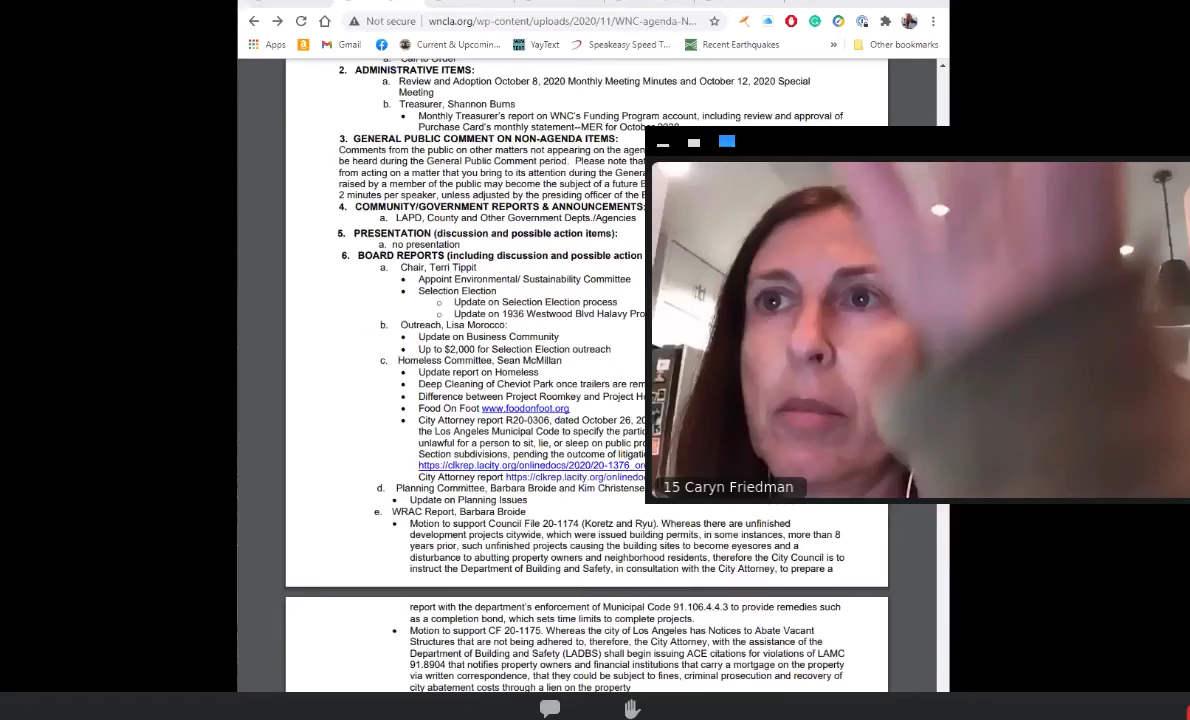 Not secure | wncla.org/wp-content/uploads/2020/11/WNC-agenda-N...
Apps Gmail Current & Upcomin... YayText Speakeasy Speed T... Recent Earthquakes » Other bookmarks
a. Call to Order
2. ADMINISTRATIVE ITEMS:
a. Review and Adoption October 8, 2020 Monthly Meeting Minutes and October 12, 2020 Special
Meeting
b. Treasurer, Shannon Burns
• Monthly Treasurer's report on WNC's Funding Program account, including review and approval of
Purchase Card's monthly statement--MER for October 2020
3. GENERAL PUBLIC COMMENT ON NON-AGENDA ITEMS:
Comments from the public on other matters not appearing on the agen
be heard during the General Public Comment period. Please note that
from acting on a matter that you bring to its attention during the Genera
raised by a member of the public may become the subject of a future B
2 minutes per speaker, unless adjusted by the presiding officer of the B
4. COMMUNITY/GOVERNMENT REPORTS & ANNOUNCEMENTS:
a. LAPD, County and Other Government Depts./Agencies
5. PRESENTATION (discussion and possible action items):
a. no presentation
6. BOARD REPORTS (including discussion and possible action
a. Chair, Terri Tippit
• Appoint Environmental/ Sustainability Committee
• Selection Election
○ Update on Selection Election process
○ Update on 1936 Westwood Blvd Halavy Pro
b. Outreach, Lisa Morocco:
• Update on Business Community
• Up to $2,000 for Selection Election outreach
c. Homeless Committee, Sean McMillan
• Update report on Homeless
• Deep Cleaning of Cheviot Park once trailers are rem
• Difference between Project Roomkey and Project H
• Food On Foot www.foodonfoot.org
• City Attorney report R20-0306, dated October 26, 20
the Los Angeles Municipal Code to specify the partic
unlawful for a person to sit, lie, or sleep on public pro
Section subdivisions, pending the outcome of litigatio
https://clkrep.lacity.org/onlinedocs/2020/20-1376_or
City Attorney report https://clkrep.lacity.org/onlinedoc
d. Planning Committee, Barbara Broide and Kim Christense
• Update on Planning Issues
e. WRAC Report, Barbara Broide
• Motion to support Council File 20-1174 (Koretz and Ryu). Whereas there are unfinished
development projects citywide, which were issued building permits, in some instances, more than 8
years prior, such unfinished projects causing the building sites to become eyesores and a
disturbance to abutting property owners and neighborhood residents, therefore the City Council is to
instruct the Department of Building and Safety, in consultation with the City Attorney, to prepare a
report with the department's enforcement of Municipal Code 91.106.4.4.3 to provide remedies such
as a completion bond, which sets time limits to complete projects.
• Motion to support CF 20-1175. Whereas the city of Los Angeles has Notices to Abate Vacant
Structures that are not being adhered to, therefore, the City Attorney, with the assistance of the
Department of Building and Safety (LADBS) shall begin issuing ACE citations for violations of LAMC
91.8904 that notifies property owners and financial institutions that carry a mortgage on the property
via written correspondence, that they could be subject to fines, criminal prosecution and recovery of
city abatement costs through a lien on the property
15 Caryn Friedman